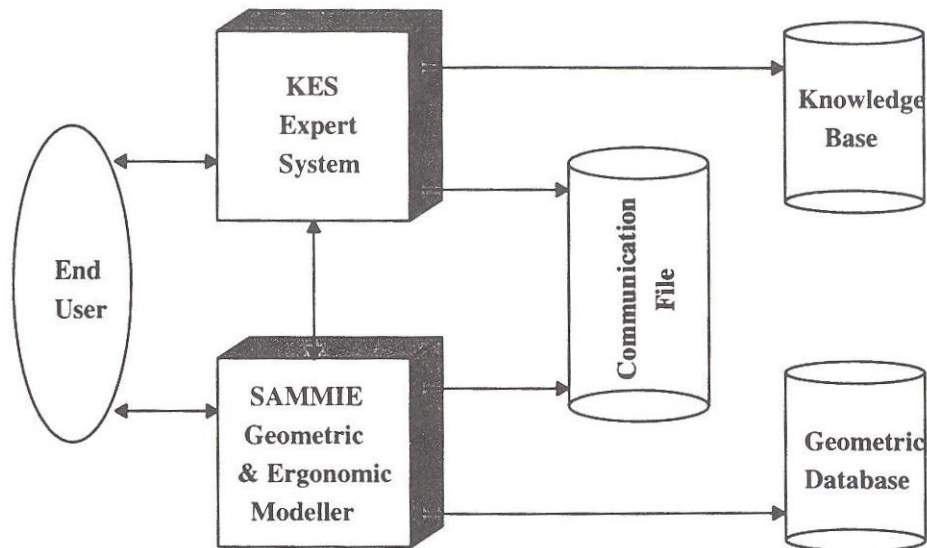 KES
Expert
System
Knowledge
Base
End
User
Communication
File
SAMMIE
Geometric
& Ergonomic
Modeller
Geometric
Database